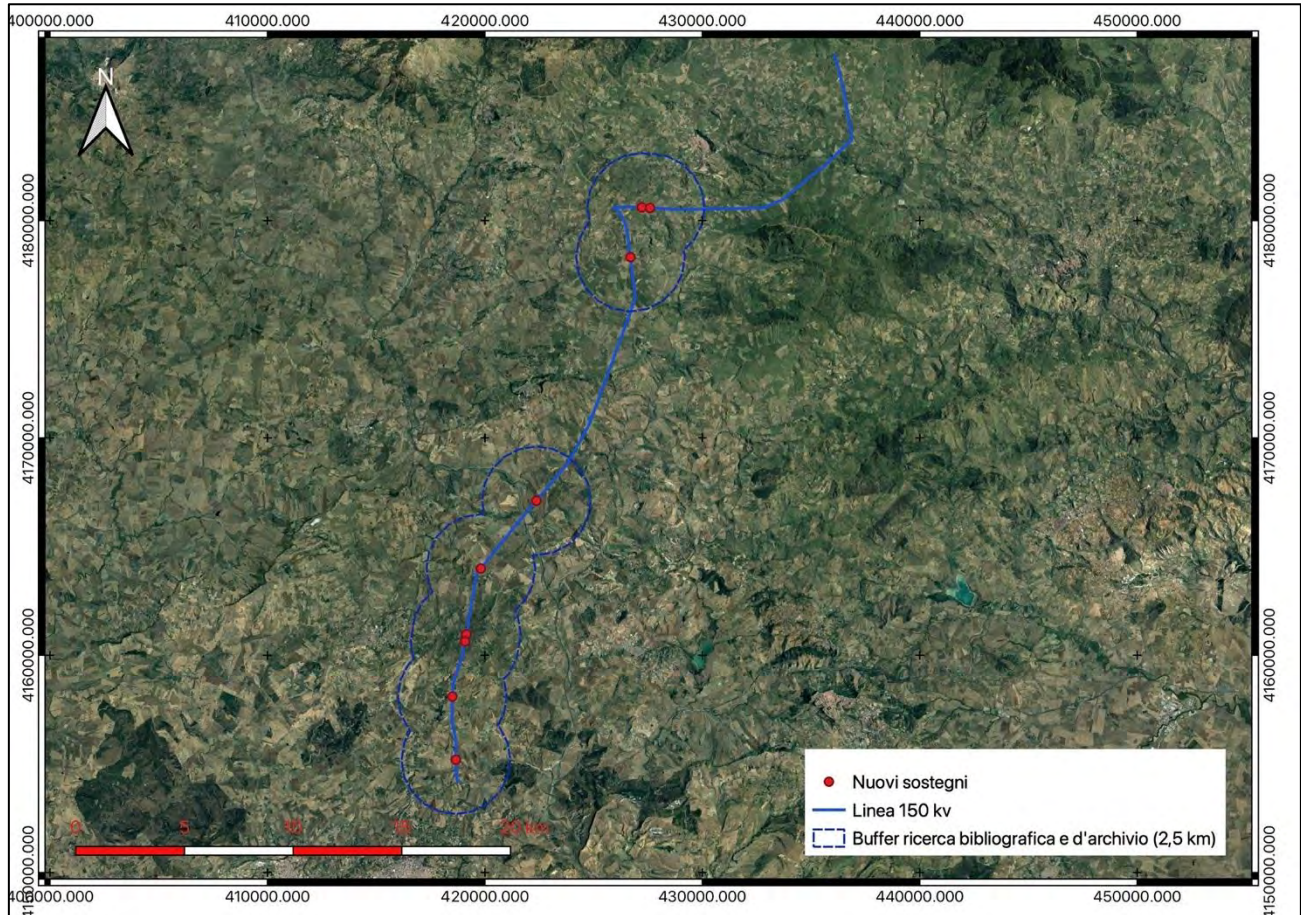 400000.000 410000.000 420000.000 430000.000 440000.000 450000.000
N
4180000.000 4180000.000
4170000.000 4170000.000
4160000.000 4160000.000
Nuovi sostegni
Linea 150 kv
Buffer ricerca bibliografica e d'archivio (2,5 km)
0 5 10 15 20 km
4150000.000 4150000.000
400000.000 410000.000 420000.000 430000.000 440000.000 450000.000